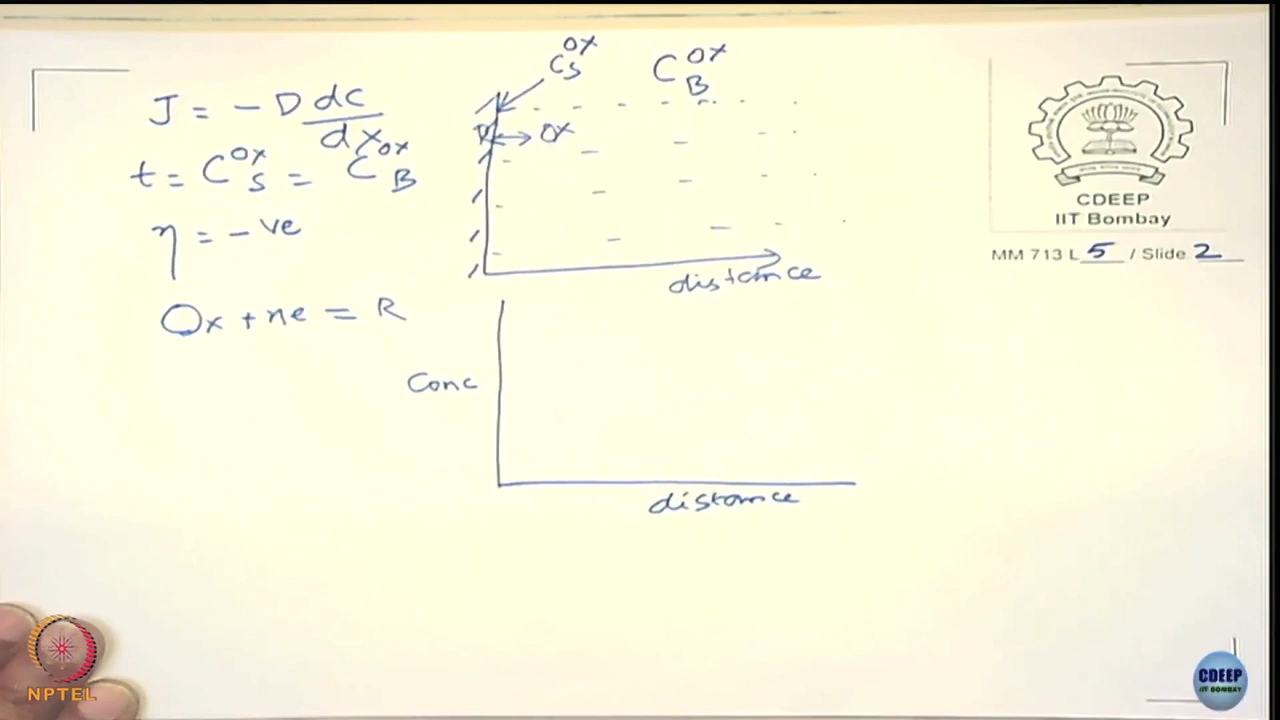 J = - D dC/dx
t = C_S^{ox} = C_B^{ox}
η = -ve
Ox + ne = R
C_S^{ox}
C_B^{ox}
R ↔ Ox
distance
Conc
distance
CDEEP
IIT Bombay
MM 713 L 5 / Slide 2
NPTEL
CDEEP
IIT BOMBAY